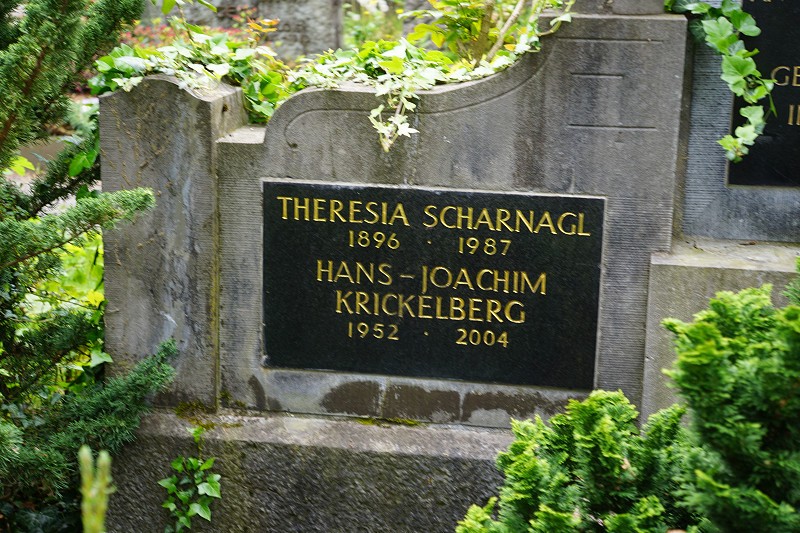 THERESIA SCHARNAGL
1896 · 1987
HANS-JOACHIM
KRICKELBERG
1952 · 2004